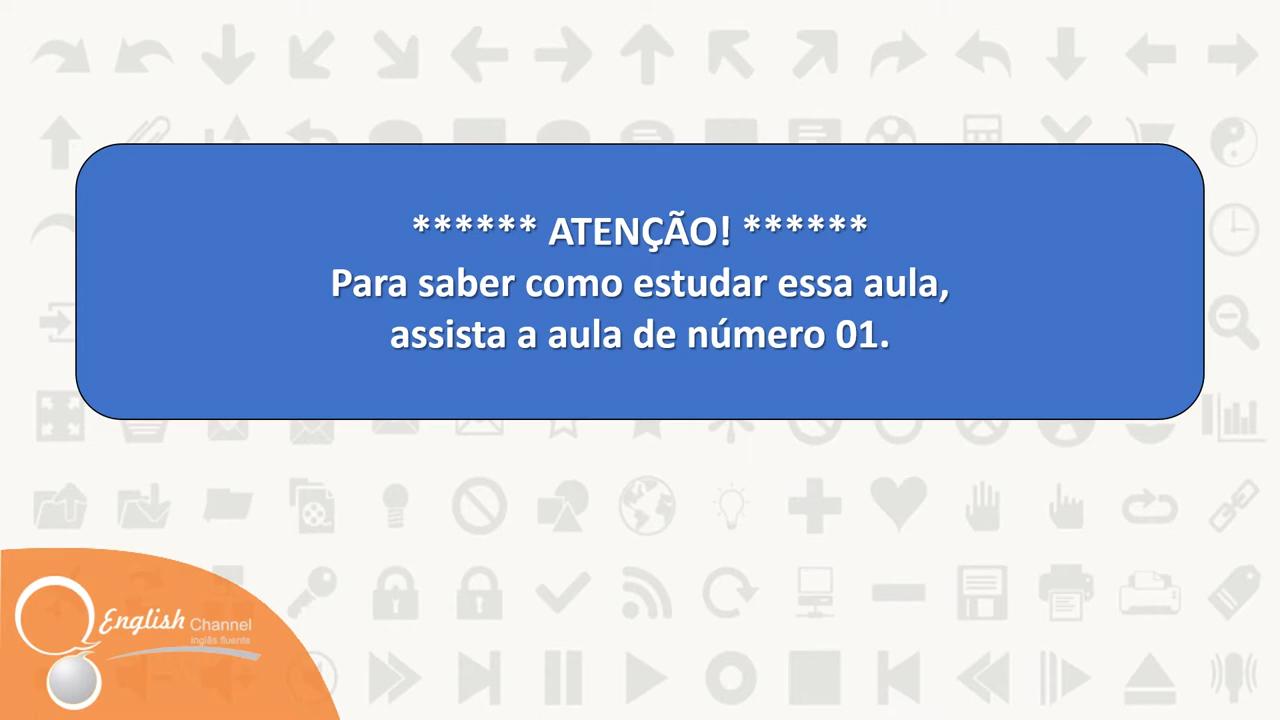 ****** ATENÇÃO! ******
Para saber como estudar essa aula,
assista a aula de número 01.
English Channel
inglês fluente